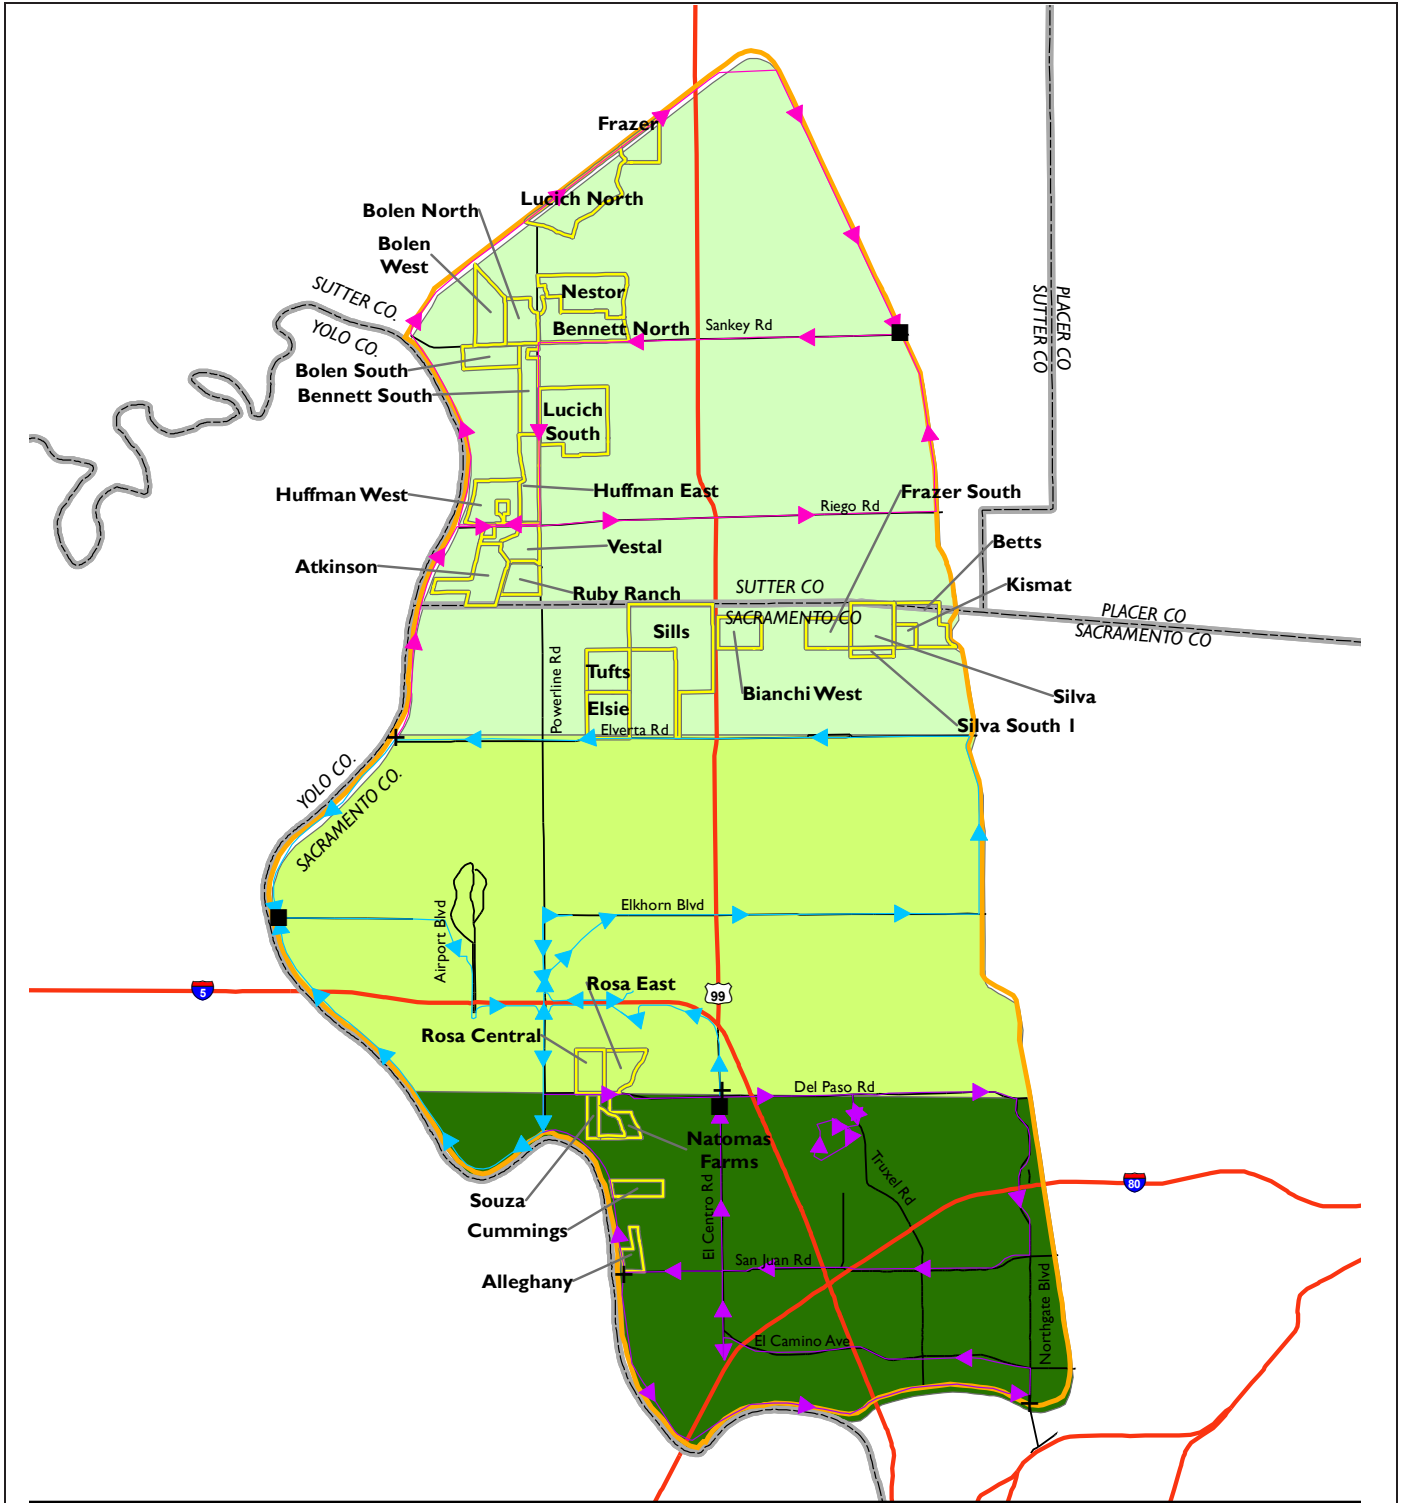 Frazer
Lucich North
Bolen North
Bolen
West
SUTTER CO.
YOLO CO.
Nestor
Bennett North
Sankey Rd
PLACER CO
SUTTER CO
Bolen South
Bennett South
Lucich
South
Huffman West
Huffman East
Frazer South
Riego Rd
Vestal
Betts
Atkinson
Kismat
Ruby Ranch
SUTTER CO
SACRAMENTO CO
PLACER CO
SACRAMENTO CO
Sills
Tufts
Powerline Rd
Bianchi West
Silva
Elsie
Silva South 1
Elverta Rd
YOLO CO.
SACRAMENTO CO.
Elkhorn Blvd
Airport Blvd
Rosa East
5
99
Rosa Central
Del Paso Rd
Natomas
Farms
Truxel Rd
80
Souza
El Centro Rd
Cummings
San Juan Rd
Alleghany
Northgate Blvd
El Camino Ave